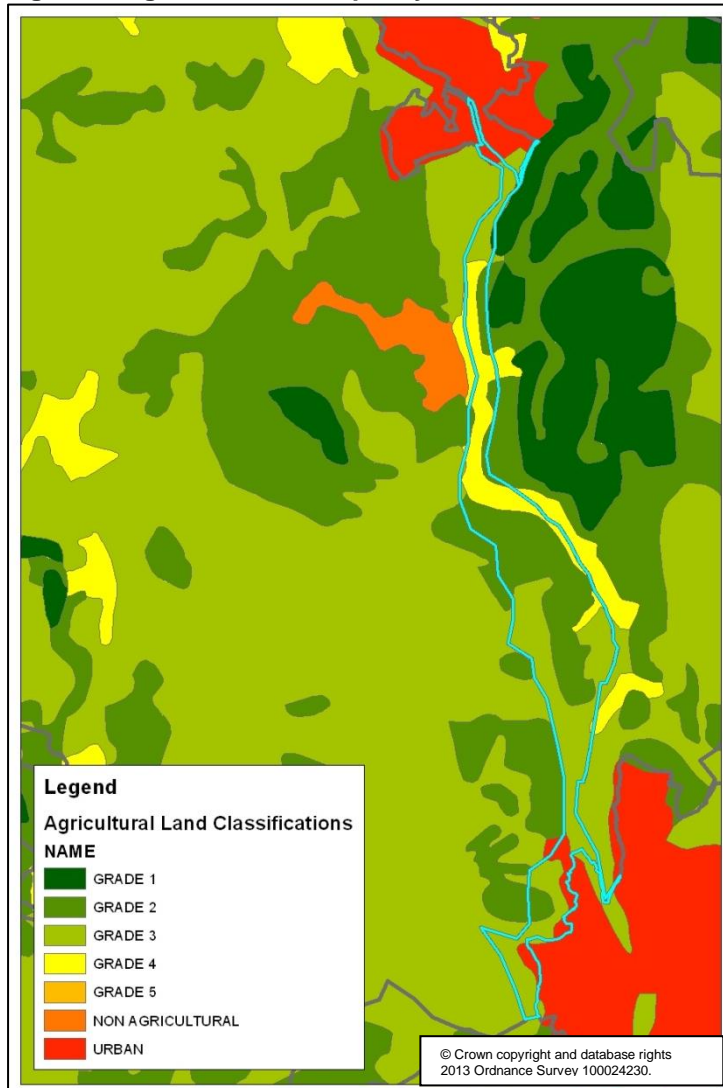 Legend
Agricultural Land Classifications
NAME
GRADE 1
GRADE 2
GRADE 3
GRADE 4
GRADE 5
NON AGRICULTURAL
URBAN
© Crown copyright and database rights
2013 Ordnance Survey 100024230.